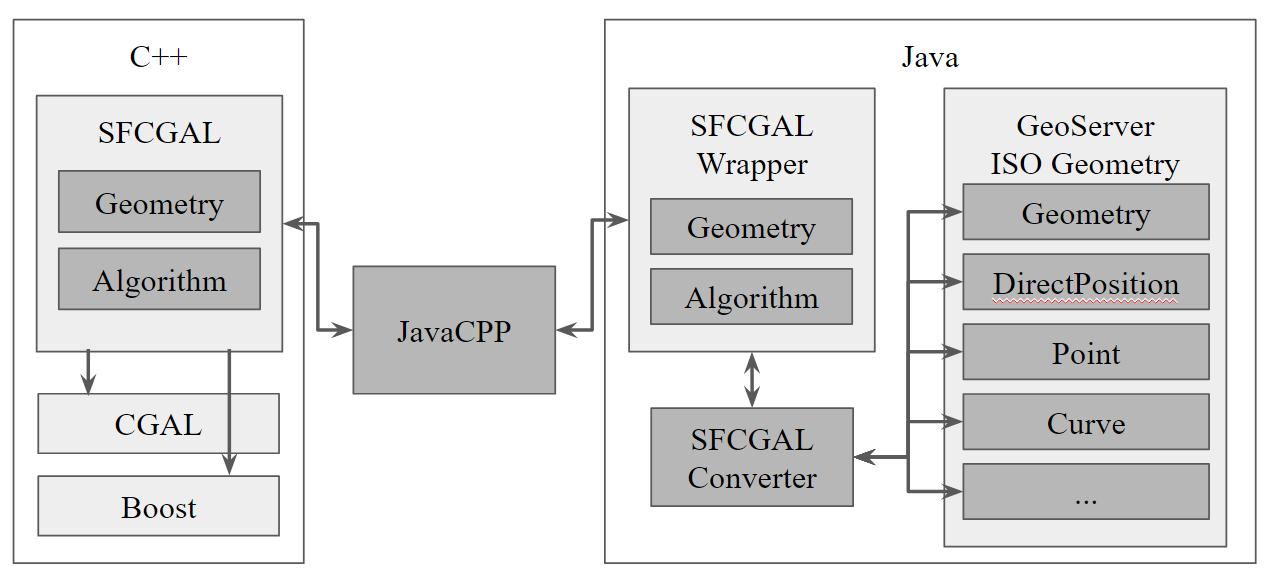 C++
SFCGAL
Geometry
Algorithm
CGAL
Boost
JavaCPP
Java
SFCGAL
Wrapper
Geometry
Algorithm
SFCGAL
Converter
GeoServer
ISO Geometry
Geometry
DirectPosition
Point
Curve
...